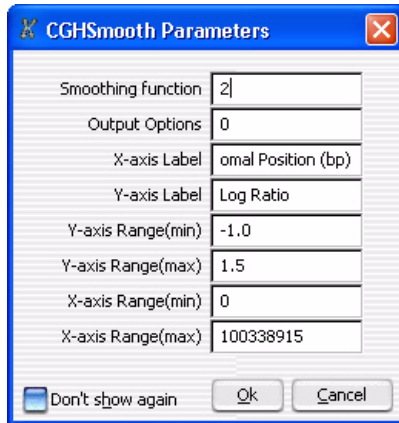 CGHSmooth Parameters
Smoothing function 2
Output Options 0
X-axis Label omal Position (bp)
Y-axis Label Log Ratio
Y-axis Range(min) -1.0
Y-axis Range(max) 1.5
X-axis Range(min) 0
X-axis Range(max) 100338915
Don't show again Ok Cancel